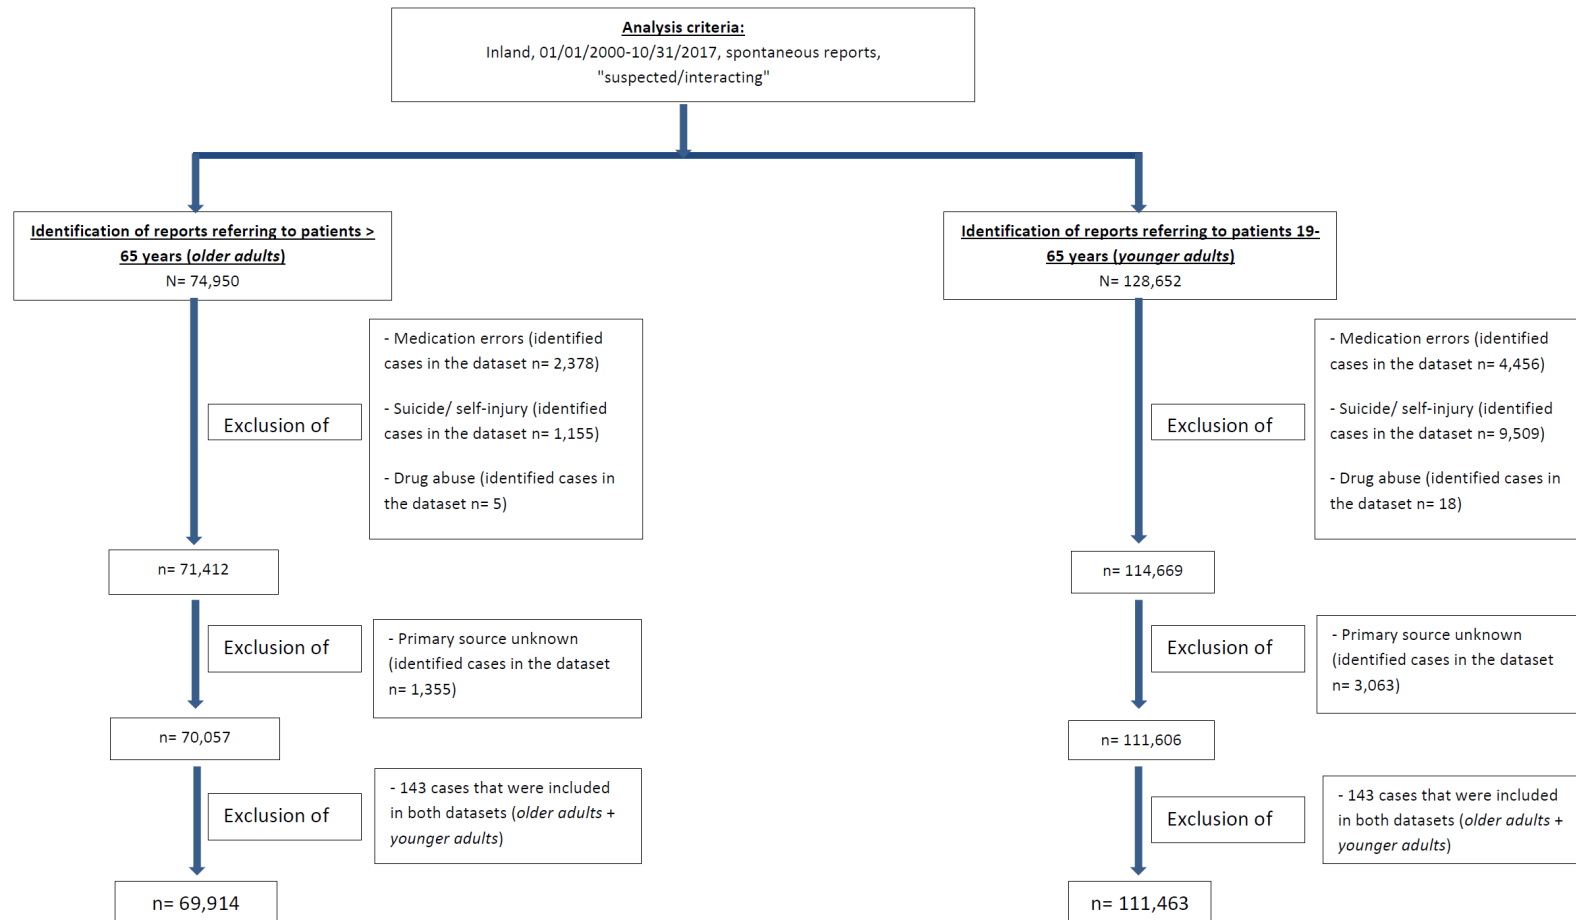 Analysis criteria:
Inland, 01/01/2000-10/31/2017, spontaneous reports,
"suspected/interacting"
Identification of reports referring to patients >
65 years (older adults)
N= 74,950
- Medication errors (identified
cases in the dataset n= 2,378)
- Suicide/ self-injury (identified
cases in the dataset n= 1,155)
- Drug abuse (identified cases in
the dataset n= 5)
Exclusion of
n= 71,412
Exclusion of
- Primary source unknown
(identified cases in the dataset
n= 1,355)
n= 70,057
Exclusion of
- 143 cases that were included
in both datasets (older adults +
younger adults)
n= 69,914
Identification of reports referring to patients 19-
65 years (younger adults)
N= 128,652
- Medication errors (identified
cases in the dataset n= 4,456)
- Suicide/ self-injury (identified
cases in the dataset n= 9,509)
- Drug abuse (identified cases in
the dataset n= 18)
Exclusion of
n= 114,669
Exclusion of
- Primary source unknown
(identified cases in the dataset
n= 3,063)
n= 111,606
Exclusion of
- 143 cases that were included
in both datasets (older adults +
younger adults)
n= 111,463